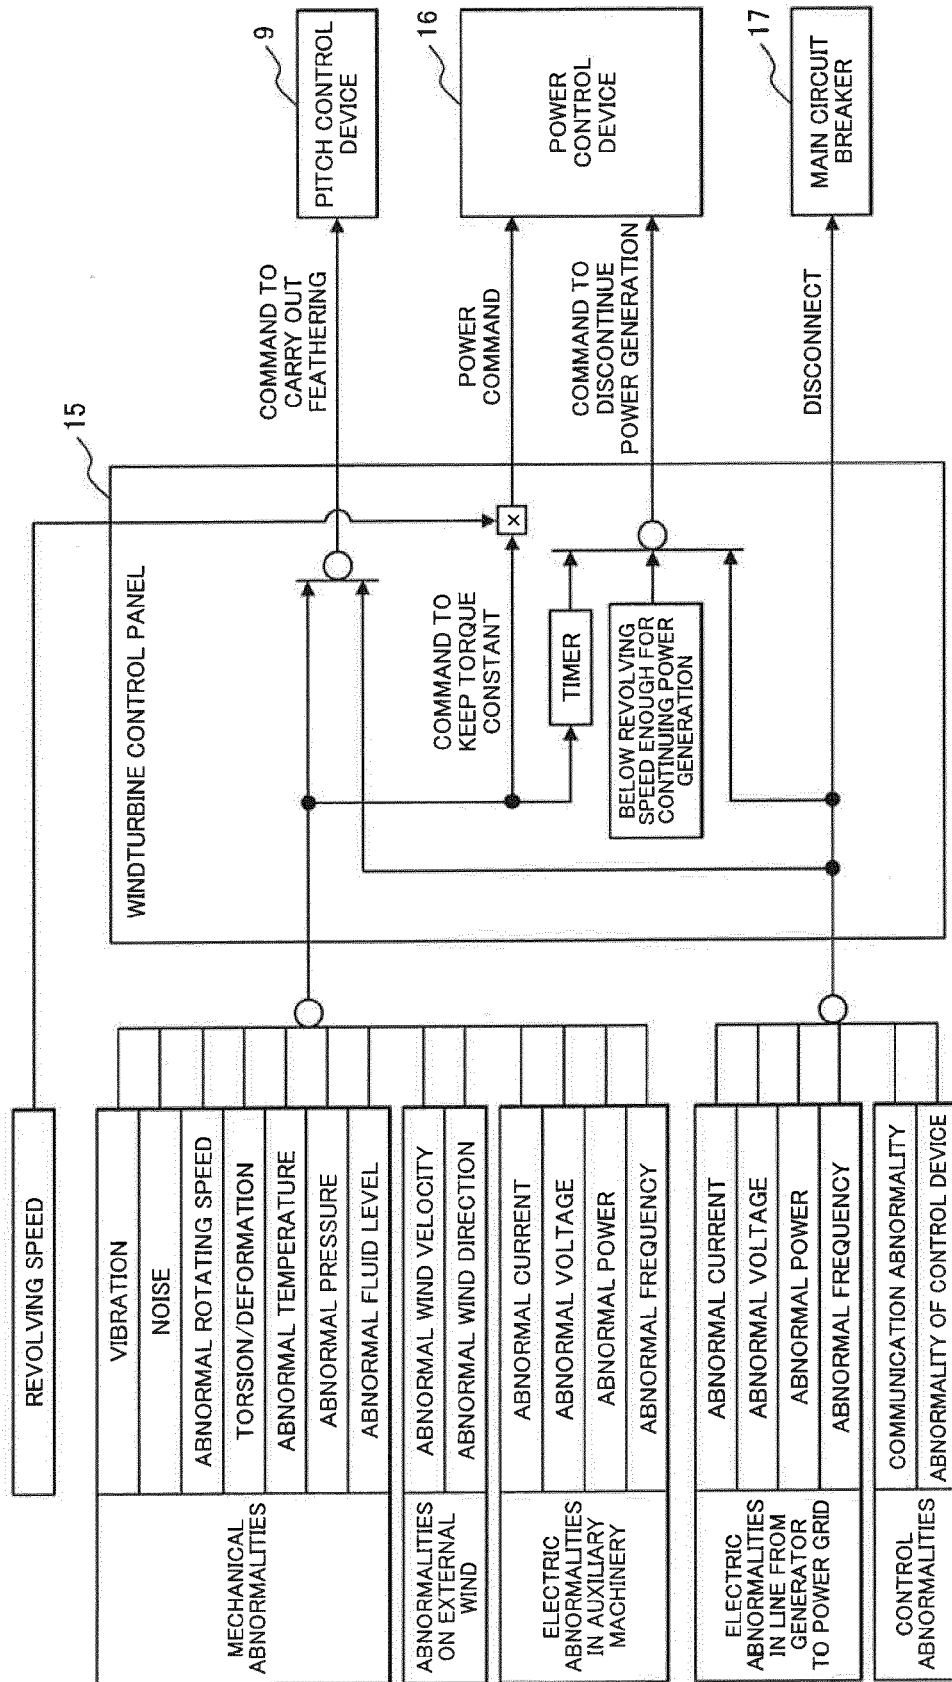 REVOLVING SPEED
MECHANICAL
ABNORMALITIES
VIBRATION
NOISE
ABNORMAL ROTATING SPEED
TORSION/DEFORMATION
ABNORMAL TEMPERATURE
ABNORMAL PRESSURE
ABNORMAL FLUID LEVEL
ABNORMALITIES
ON EXTERNAL
WIND
ABNORMAL WIND VELOCITY
ABNORMAL WIND DIRECTION
ELECTRIC
ABNORMALITIES
IN AUXILIARY
MACHINERY
ABNORMAL CURRENT
ABNORMAL VOLTAGE
ABNORMAL POWER
ABNORMAL FREQUENCY
ELECTRIC
ABNORMALITIES
IN LINE FROM
GENERATOR
TO POWER GRID
ABNORMAL CURRENT
ABNORMAL VOLTAGE
ABNORMAL POWER
ABNORMAL FREQUENCY
CONTROL
ABNORMALITIES
COMMUNICATION ABNORMALITY
ABNORMALITY OF CONTROL DEVICE
15
WINDTURBINE CONTROL PANEL
COMMAND TO
KEEP TORQUE
CONSTANT
×
TIMER
BELOW REVOLVING
SPEED ENOUGH FOR
CONTINUING POWER
GENERATION
COMMAND TO
CARRY OUT
FEATHERING
POWER
COMMAND
COMMAND TO
DISCONTINUE
POWER GENERATION
DISCONNECT
9
PITCH CONTROL
DEVICE
16
POWER
CONTROL
DEVICE
17
MAIN CIRCUIT
BREAKER